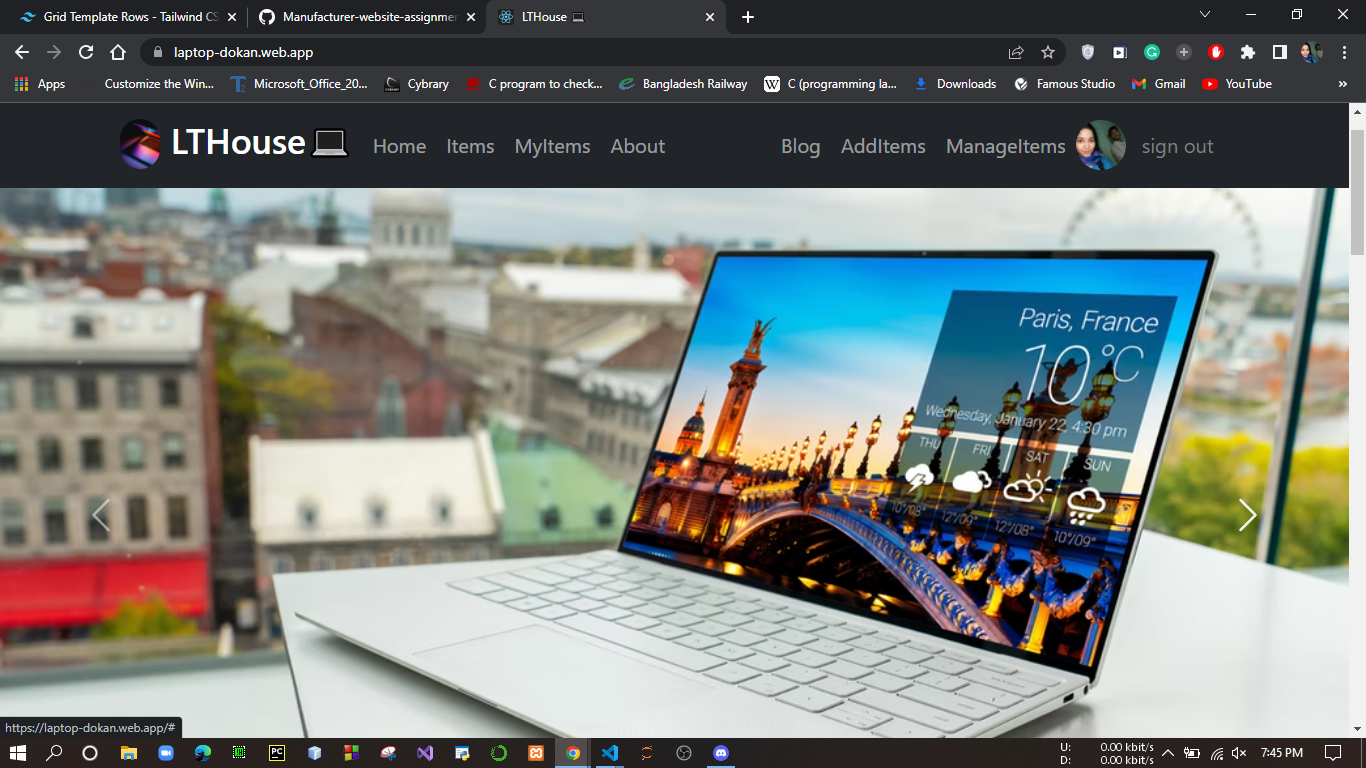 Grid Template Rows - Tailwind CS
Manufacturer-website-assignmen
LTHouse 💻
laptop-dokan.web.app
Apps
Customize the Win...
Microsoft_Office_20...
Cybrary
C program to check...
Bangladesh Railway
C (programming la...
Downloads
Famous Studio
Gmail
YouTube
»
LTHouse💻
Home
Items
MyItems
About
Blog
AddItems
ManageItems
sign out
Paris, France
10°C
Wednesday, January 22, 4:30 pm
THU
FRI
SAT
SUN
10°/08°
12°/09°
12°/08°
10°/09°
https://laptop-dokan.web.app/#
U: 0.00 kbit/s
D: 0.00 kbit/s
7:45 PM